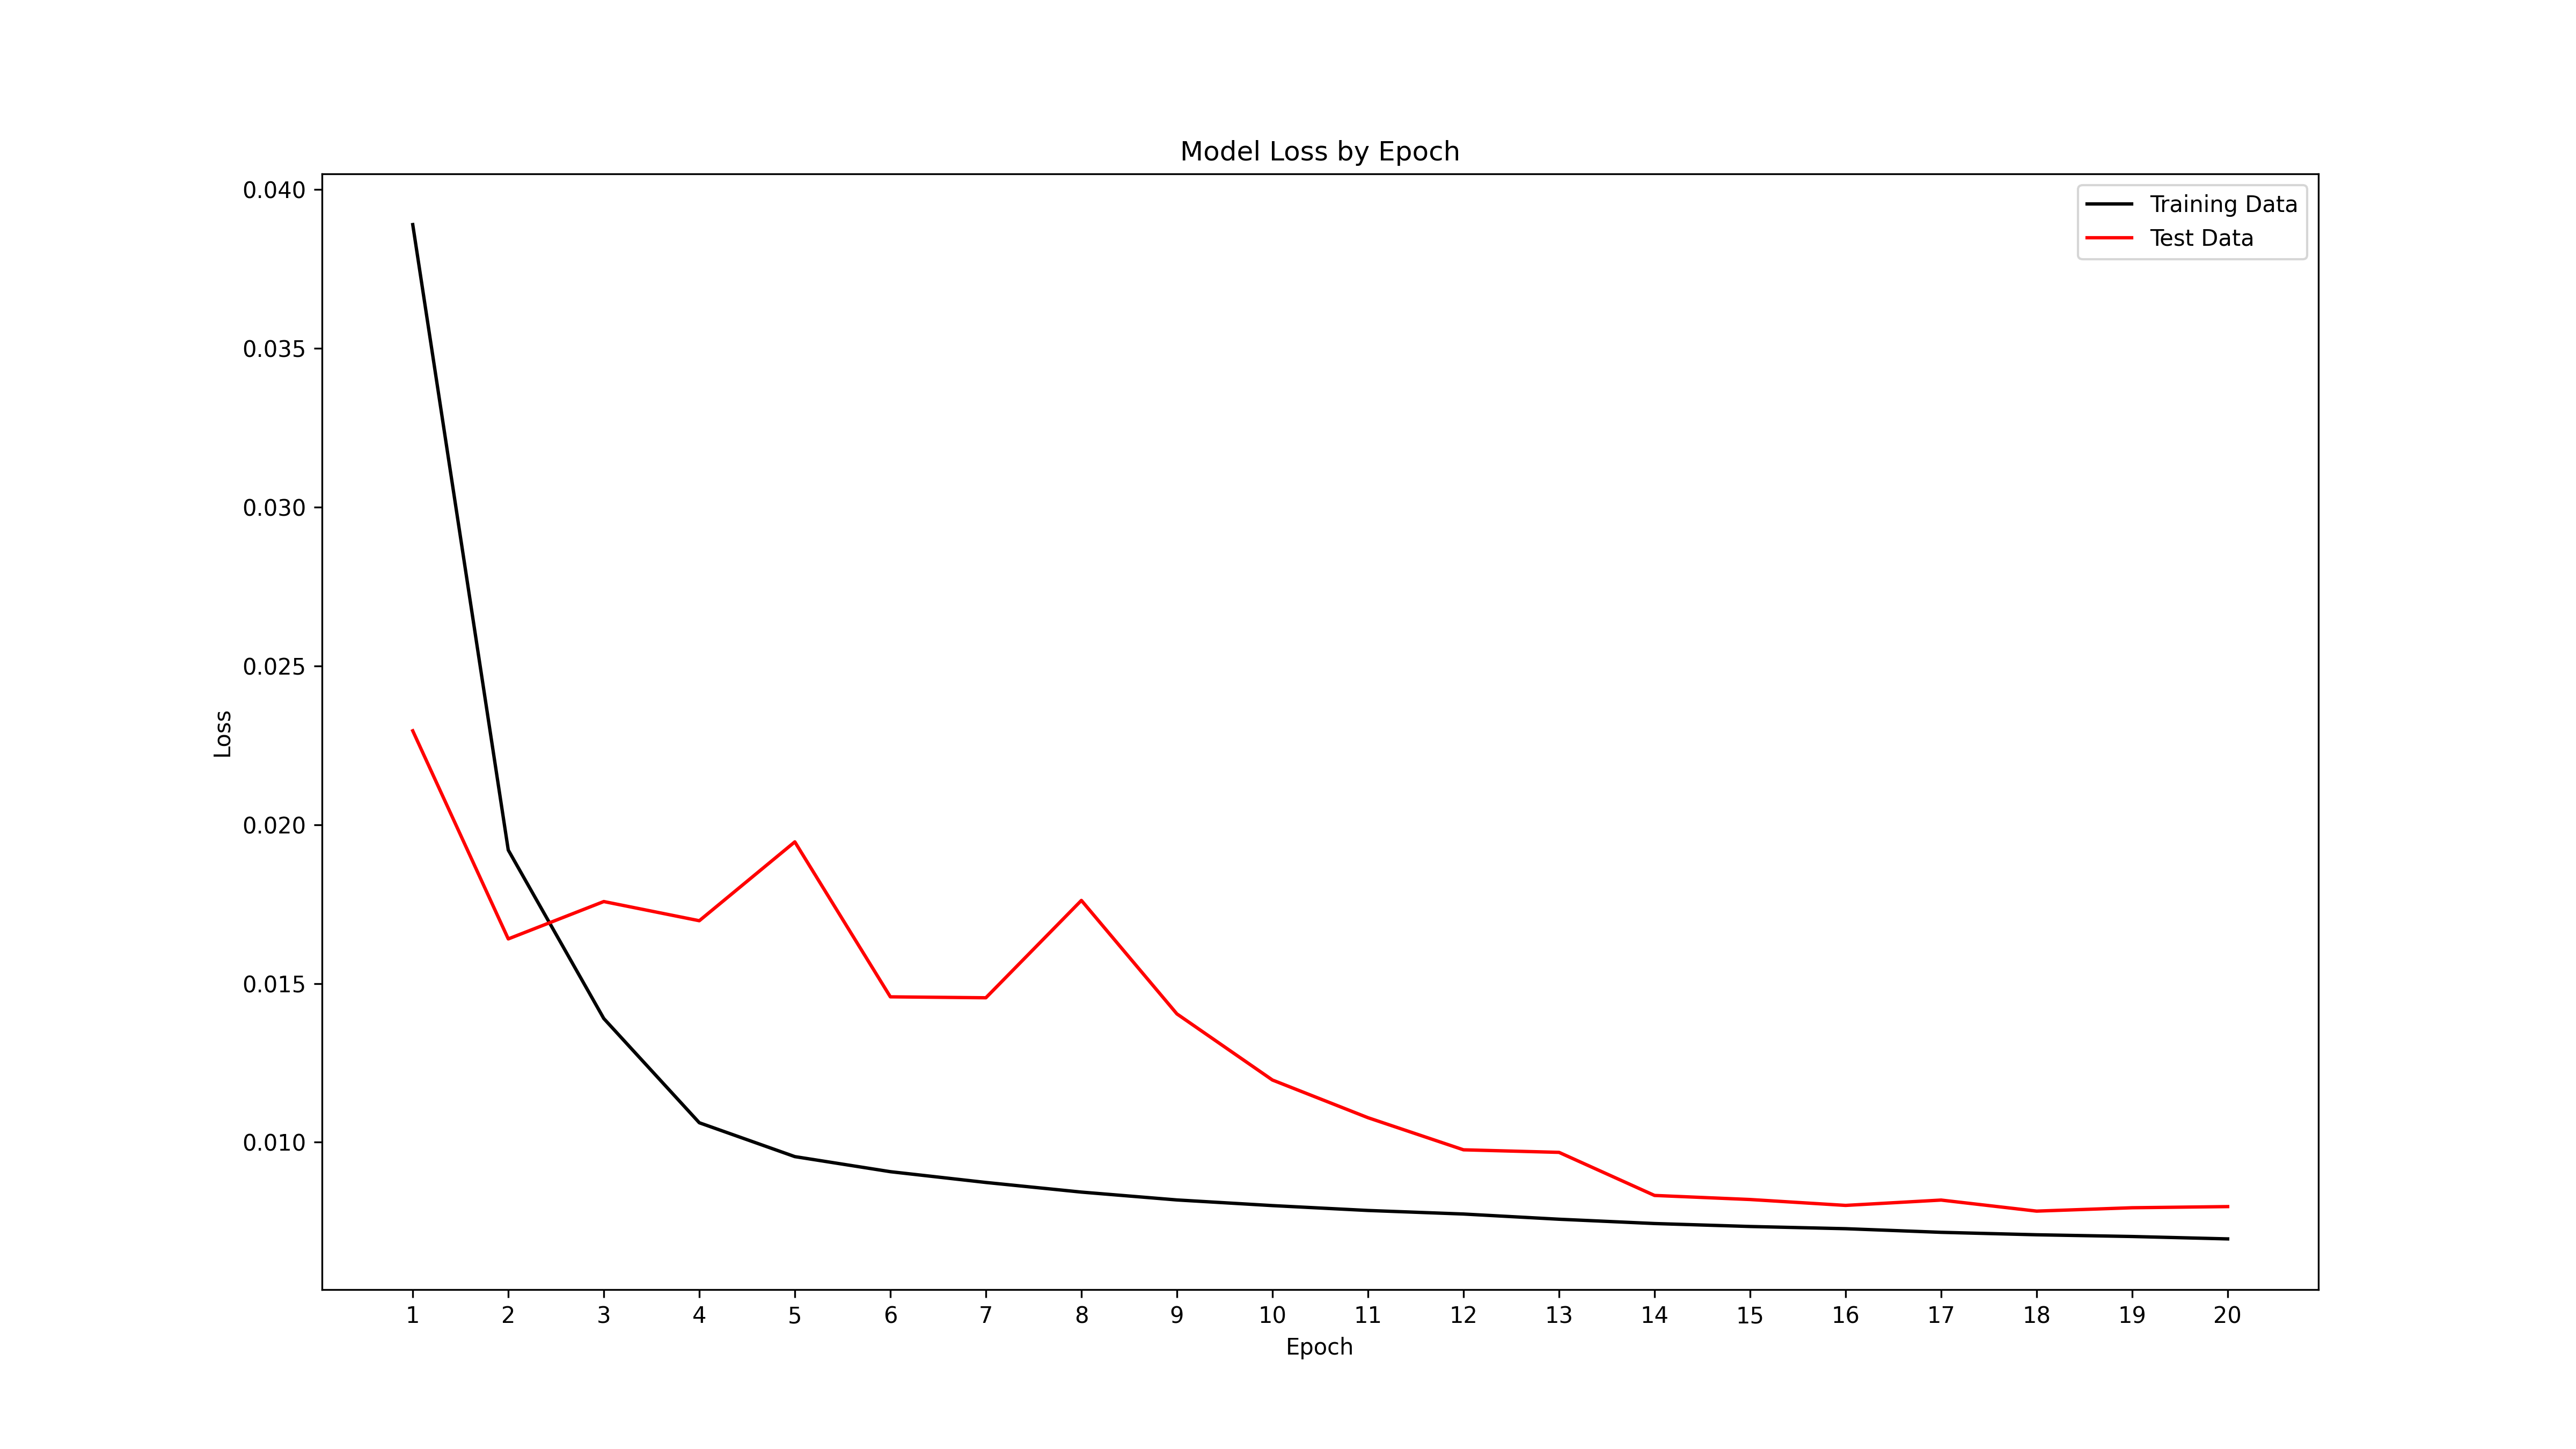 Model Loss by Epoch
Training Data
Test Data
0.040
0.035
0.030
0.025
0.020
0.015
0.010
Loss
1 2 3 4 5 6 7 8 9 10 11 12 13 14 15 16 17 18 19 20
Epoch